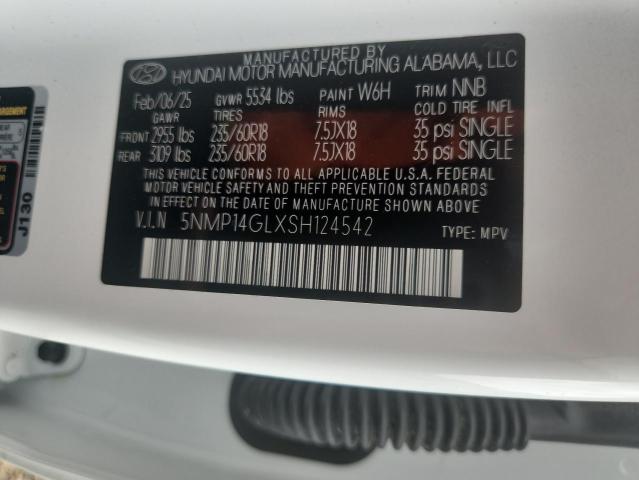 MANUFACTURED BY
HYUNDAI MOTOR MANUFACTURING ALABAMA, LLC
Feb/06/25 GVWR 5534 lbs PAINT W6H TRIM NNB
GAWR TIRES RIMS COLD TIRE INFL
FRONT 2955 lbs 235/60R18 7.5JX18 35 psi SINGLE
REAR 3109 lbs 235/60R18 7.5JX18 35 psi SINGLE
THIS VEHICLE CONFORMS TO ALL APPLICABLE U.S.A. FEDERAL
MOTOR VEHICLE SAFETY AND THEFT PREVENTION STANDARDS
IN EFFECT ON THE DATE OF MANUFACTURE SHOWN ABOVE.
V.I.N 5NMP14GLXSH124542 TYPE: MPV
J130